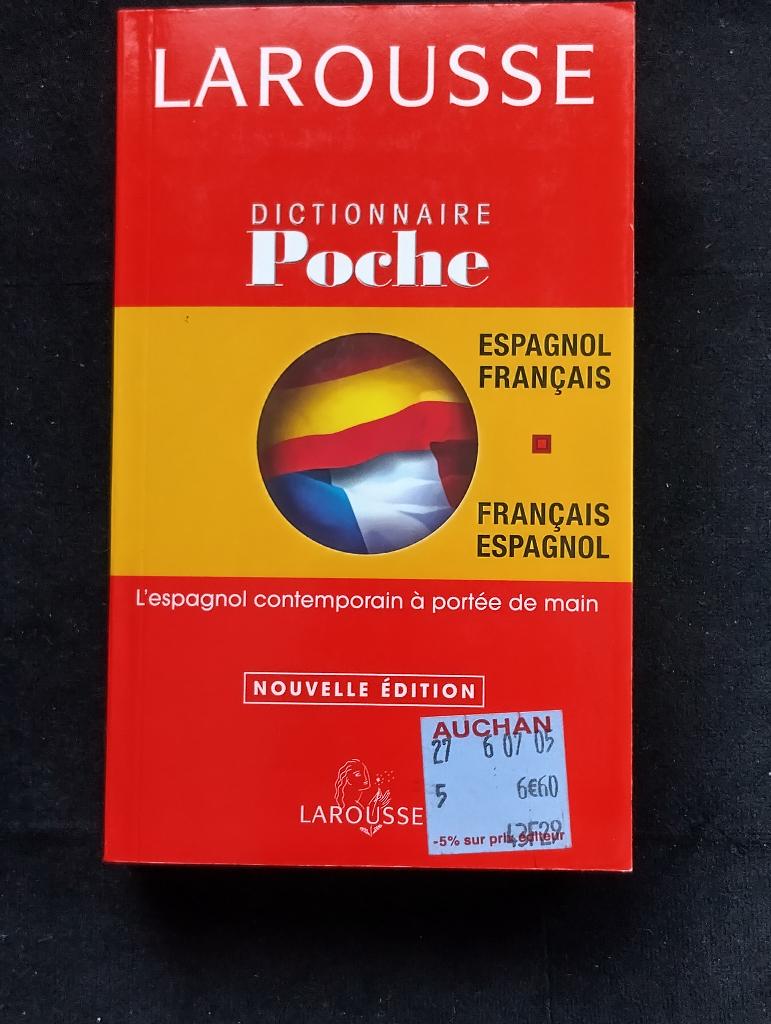 LAROUSSE
DICTIONNAIRE
Poche
ESPAGNOL
FRANÇAIS
FRANÇAIS
ESPAGNOL
L'espagnol contemporain à portée de main
NOUVELLE ÉDITION
LAROUSSE
AUCHAN
27 6 07 05
5 6€60
43F29
-5% sur prix éditeur